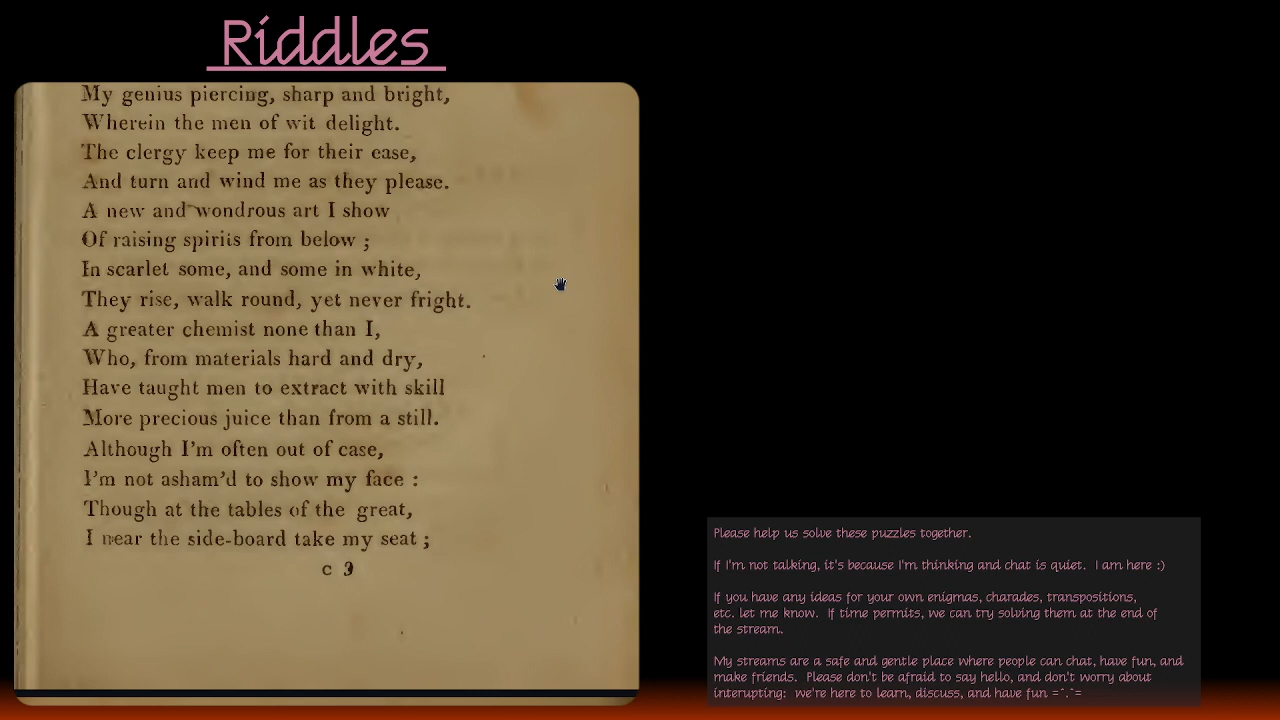 Riddles
My genius piercing, sharp and bright,
Wherein the men of wit delight.
The clergy keep me for their ease,
And turn and wind me as they please.
A new and wondrous art I show
Of raising spirits from below ;
In scarlet some, and some in white,
They rise, walk round, yet never fright.
A greater chemist none than I,
Who, from materials hard and dry,
Have taught men to extract with skill
More precious juice than from a still.
Although I'm often out of case,
I'm not asham'd to show my face :
Though at the tables of the great,
I near the side-board take my seat ;
c 3
Please help us solve these puzzles together.
If I'm not talking, it's because I'm thinking and chat is quiet. I am here :)
If you have any ideas for your own enigmas, charades, transpositions,
etc. let me know. If time permits, we can try solving them at the end of
the stream.
My streams are a safe and gentle place where people can chat, have fun, and
make friends. Please don't be afraid to say hello, and don't worry about
interupting: we're here to learn, discuss, and have fun =^.^=